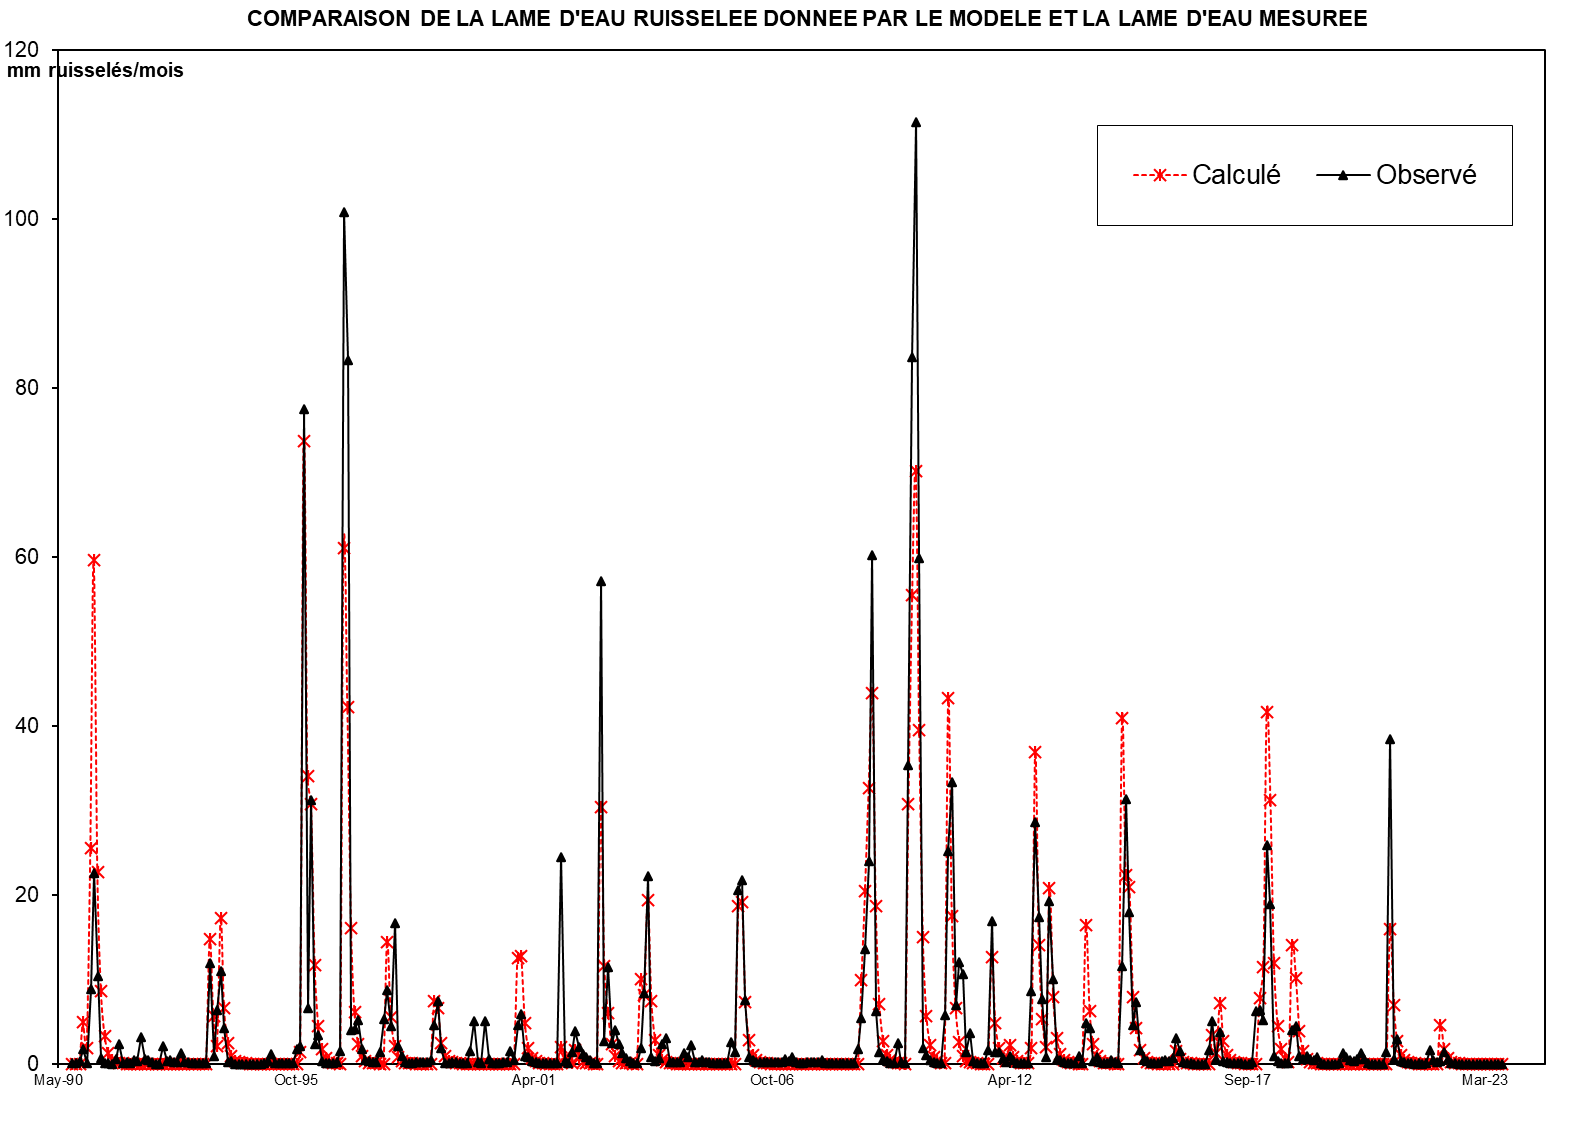 COMPARAISON DE LA LAME D'EAU RUISSELEE DONNEE PAR LE MODELE ET LA LAME D'EAU MESUREE
120
mm ruisselés/mois
Calculé
Observé
100
80
60
40
20
0
May-90
Oct-95
Apr-01
Oct-06
Apr-12
Sep-17
Mar-23